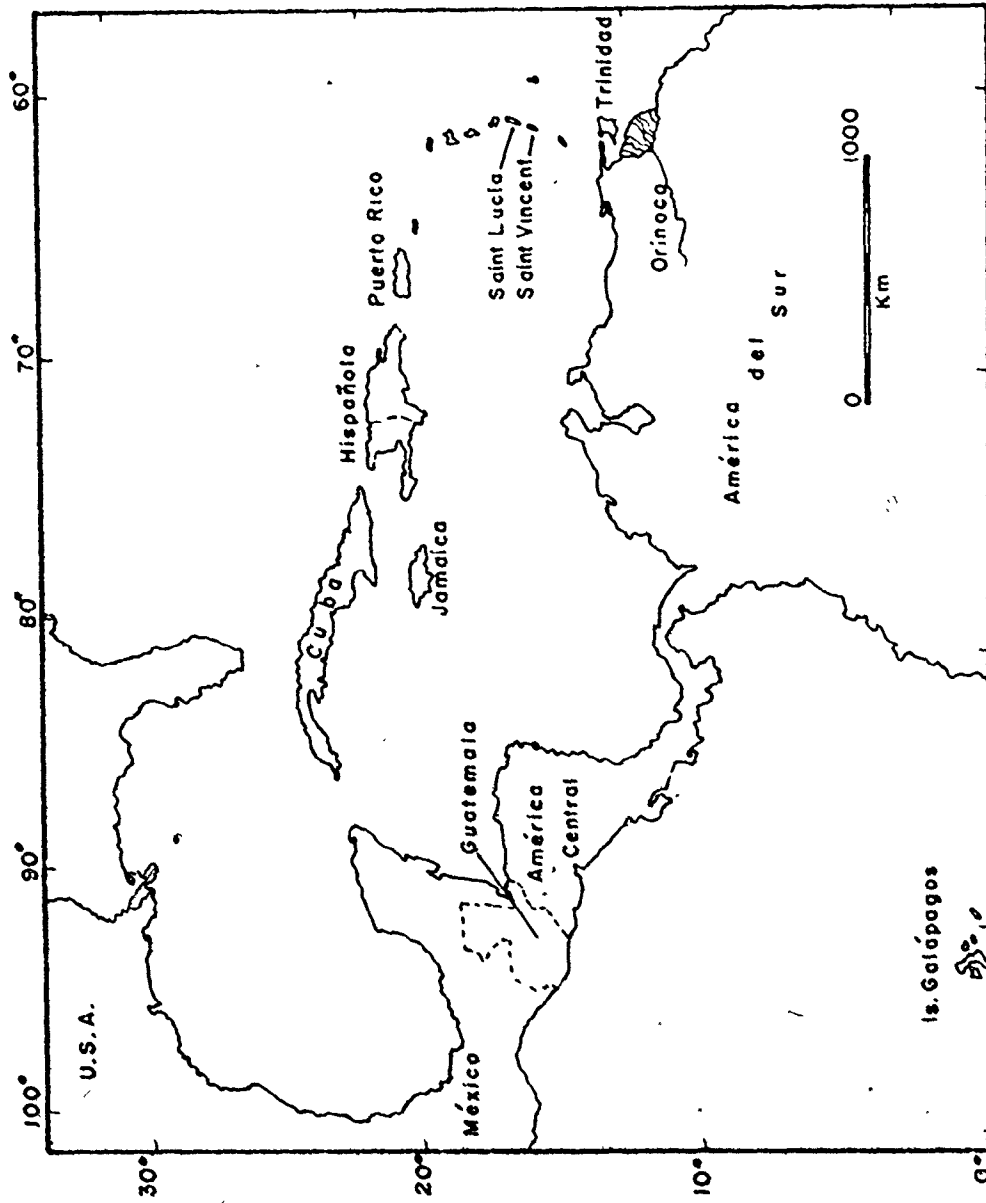 100°
90°
80°
70°
60°
30°
20°
10°
0°
U.S.A.
México
Guatemala
América
Central
Cuba
Jamaica
Hispañola
Puerto Rico
Saint Lucia
Saint Vincent
Trinidad
Orinoco
América
del Sur
Is. Galápagos
0 1000
Km